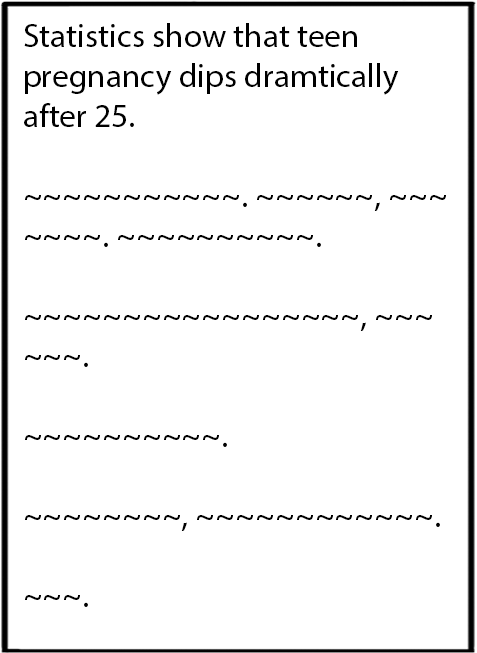 Statistics show that teen
pregnancy dips dramtically
after 25.
~~~~~~~~~~~. ~~~~~~, ~~~
~~~~. ~~~~~~~~~~.
~~~~~~~~~~~~~~~~~, ~~~
~~~.
~~~~~~~~~~.
~~~~~~~~, ~~~~~~~~~~~~.
~~~.